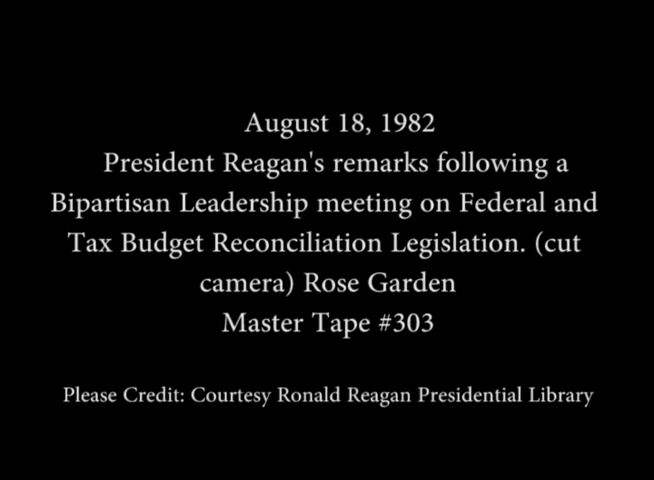 August 18, 1982
President Reagan's remarks following a
Bipartisan Leadership meeting on Federal and
Tax Budget Reconciliation Legislation. (cut
camera) Rose Garden
Master Tape #303
Please Credit: Courtesy Ronald Reagan Presidential Library